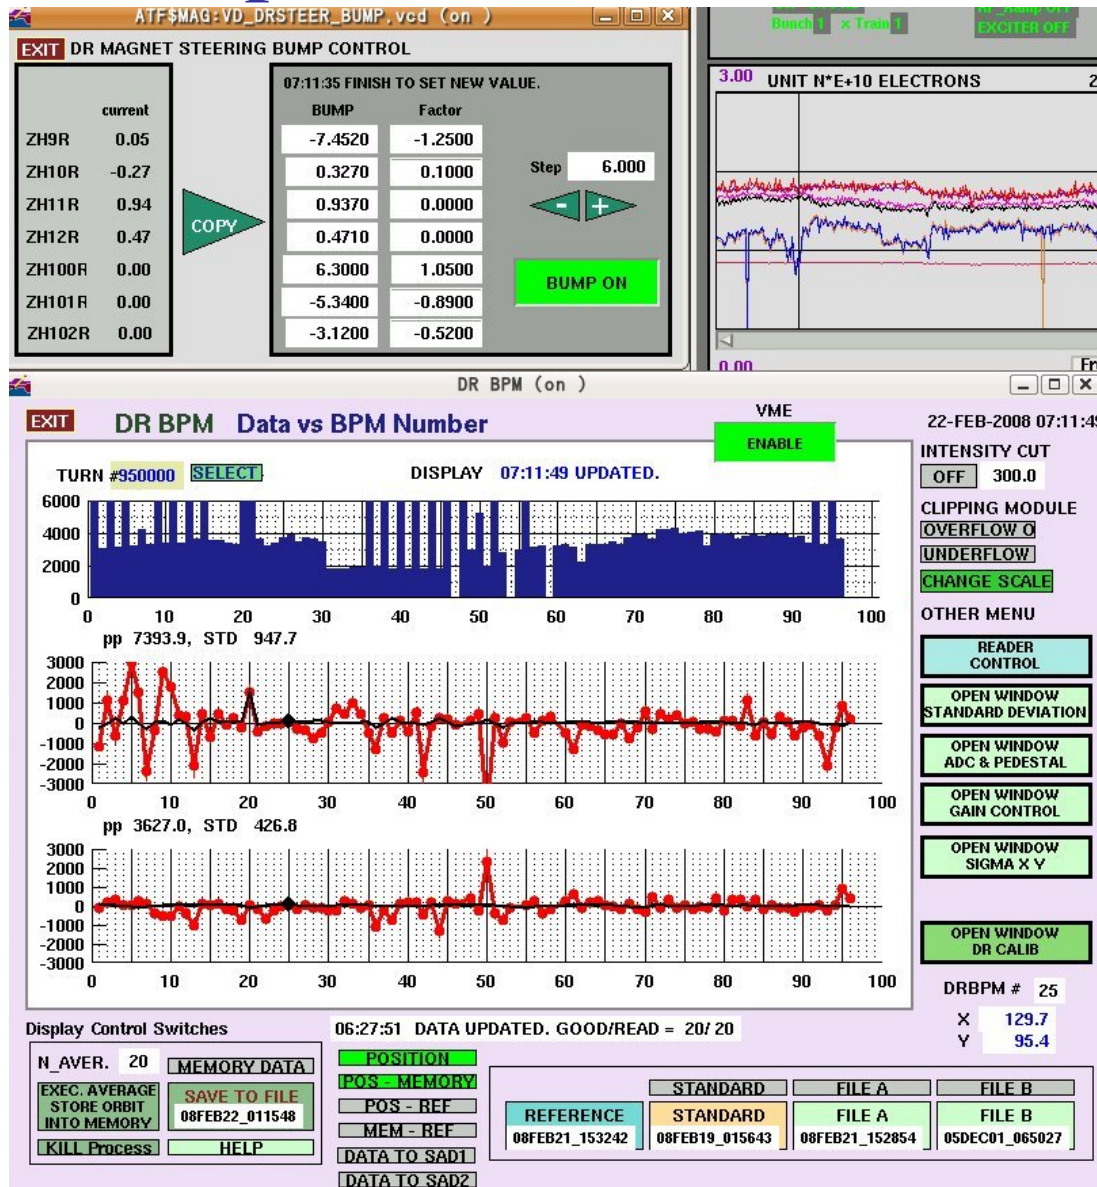 ATF$MAG:VD_DRSTEER_BUMP.vcd (on )
EXIT DR MAGNET STEERING BUMP CONTROL
current
ZH9R 0.05
ZH10R -0.27
ZH11R 0.94
ZH12R 0.47
ZH100R 0.00
ZH101R 0.00
ZH102R 0.00
COPY
07:11:35 FINISH TO SET NEW VALUE.
BUMP Factor
-7.4520 -1.2500
0.3270 0.1000
0.9370 0.0000
0.4710 0.0000
6.3000 1.0500
-5.3400 -0.8900
-3.1200 -0.5200
Step 6.000
- +
BUMP ON
Bunch 1 x Train 1
EXCITER OFF
3.00 UNIT N*E+10 ELECTRONS 2
0.00
DR BPM (on )
EXIT DR BPM Data vs BPM Number
VME
ENABLE
22-FEB-2008 07:11:49
TURN #950000 SELECT DISPLAY 07:11:49 UPDATED.
6000
4000
2000
0
0 10 20 30 40 50 60 70 80 90 100
pp 7393.9, STD 947.7
3000
2000
1000
0
-1000
-2000
-3000
0 10 20 30 40 50 60 70 80 90 100
pp 3627.0, STD 426.8
3000
2000
1000
0
-1000
-2000
-3000
0 10 20 30 40 50 60 70 80 90 100
INTENSITY CUT
OFF 300.0
CLIPPING MODULE
OVERFLOW O
UNDERFLOW
CHANGE SCALE
OTHER MENU
READER
CONTROL
OPEN WINDOW
STANDARD DEVIATION
OPEN WINDOW
ADC & PEDESTAL
OPEN WINDOW
GAIN CONTROL
OPEN WINDOW
SIGMA X Y
OPEN WINDOW
DR CALIB
DRBPM # 25
X 129.7
Y 95.4
Display Control Switches
06:27:51 DATA UPDATED. GOOD/READ = 20/ 20
N_AVER. 20
MEMORY DATA
EXEC. AVERAGE
STORE ORBIT
INTO MEMORY
SAVE TO FILE
08FEB22_011548
KILL Process
HELP
POSITION
POS - MEMORY
POS - REF
MEM - REF
DATA TO SAD1
DATA TO SAD2
STANDARD FILE A FILE B
REFERENCE STANDARD FILE A FILE B
08FEB21_153242 08FEB19_015643 08FEB21_152854 05DEC01_065027